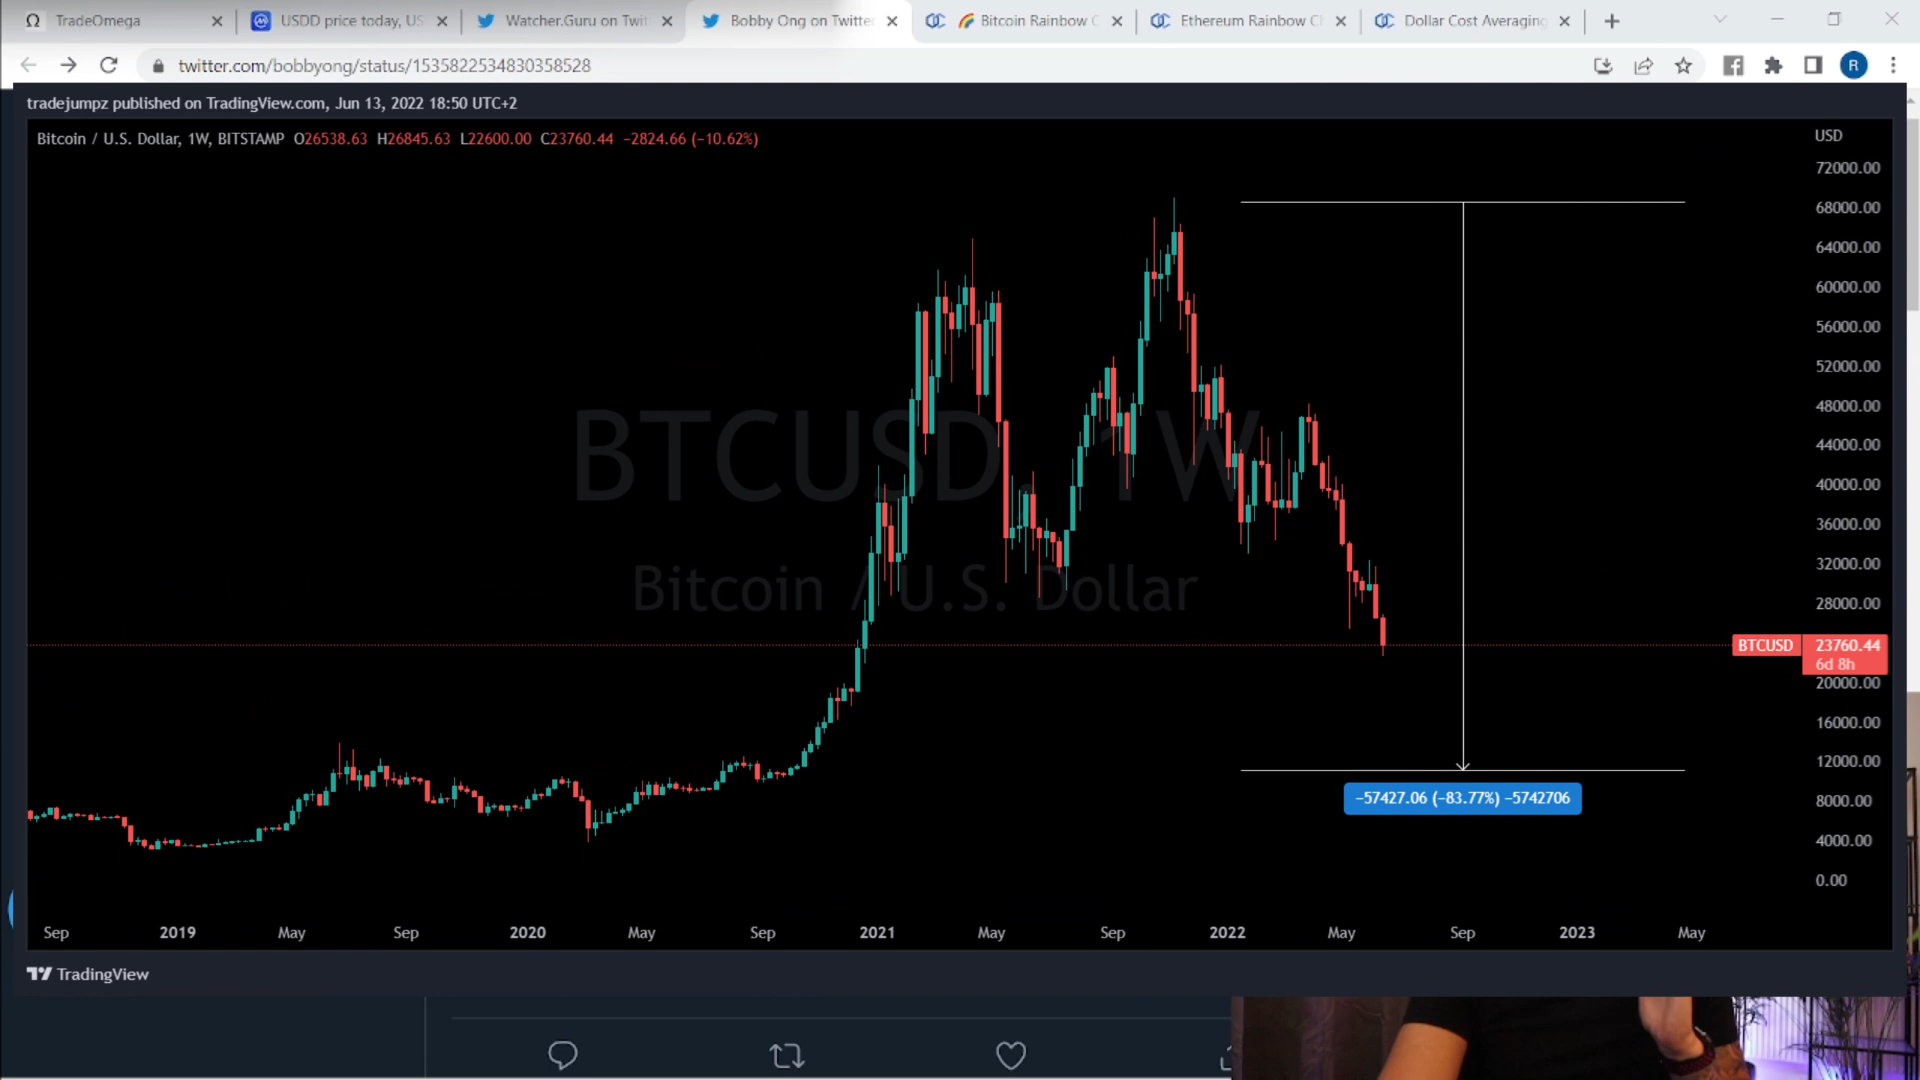 TradeOmega
USDD price today, US
Watcher.Guru on Twit
Bobby Ong on Twitter
Bitcoin Rainbow C
Ethereum Rainbow C
Dollar Cost Averaging
twitter.com/bobbyong/status/1535822534830358528
R
tradejumpz published on TradingView.com, Jun 13, 2022 18:50 UTC+2
Bitcoin / U.S. Dollar, 1W, BITSTAMP O26538.63 H26845.63 L22600.00 C23760.44 −2824.66 (−10.62%)
USD
72000.00
68000.00
64000.00
60000.00
56000.00
52000.00
48000.00
44000.00
40000.00
36000.00
32000.00
28000.00
BTCUSD 23760.44
6d 8h
20000.00
16000.00
12000.00
8000.00
4000.00
0.00
BTCUSD, 1W
Bitcoin / U.S. Dollar
−57427.06 (−83.77%) −5742706
Sep 2019 May Sep 2020 May Sep 2021 May Sep 2022 May Sep 2023 May
TradingView